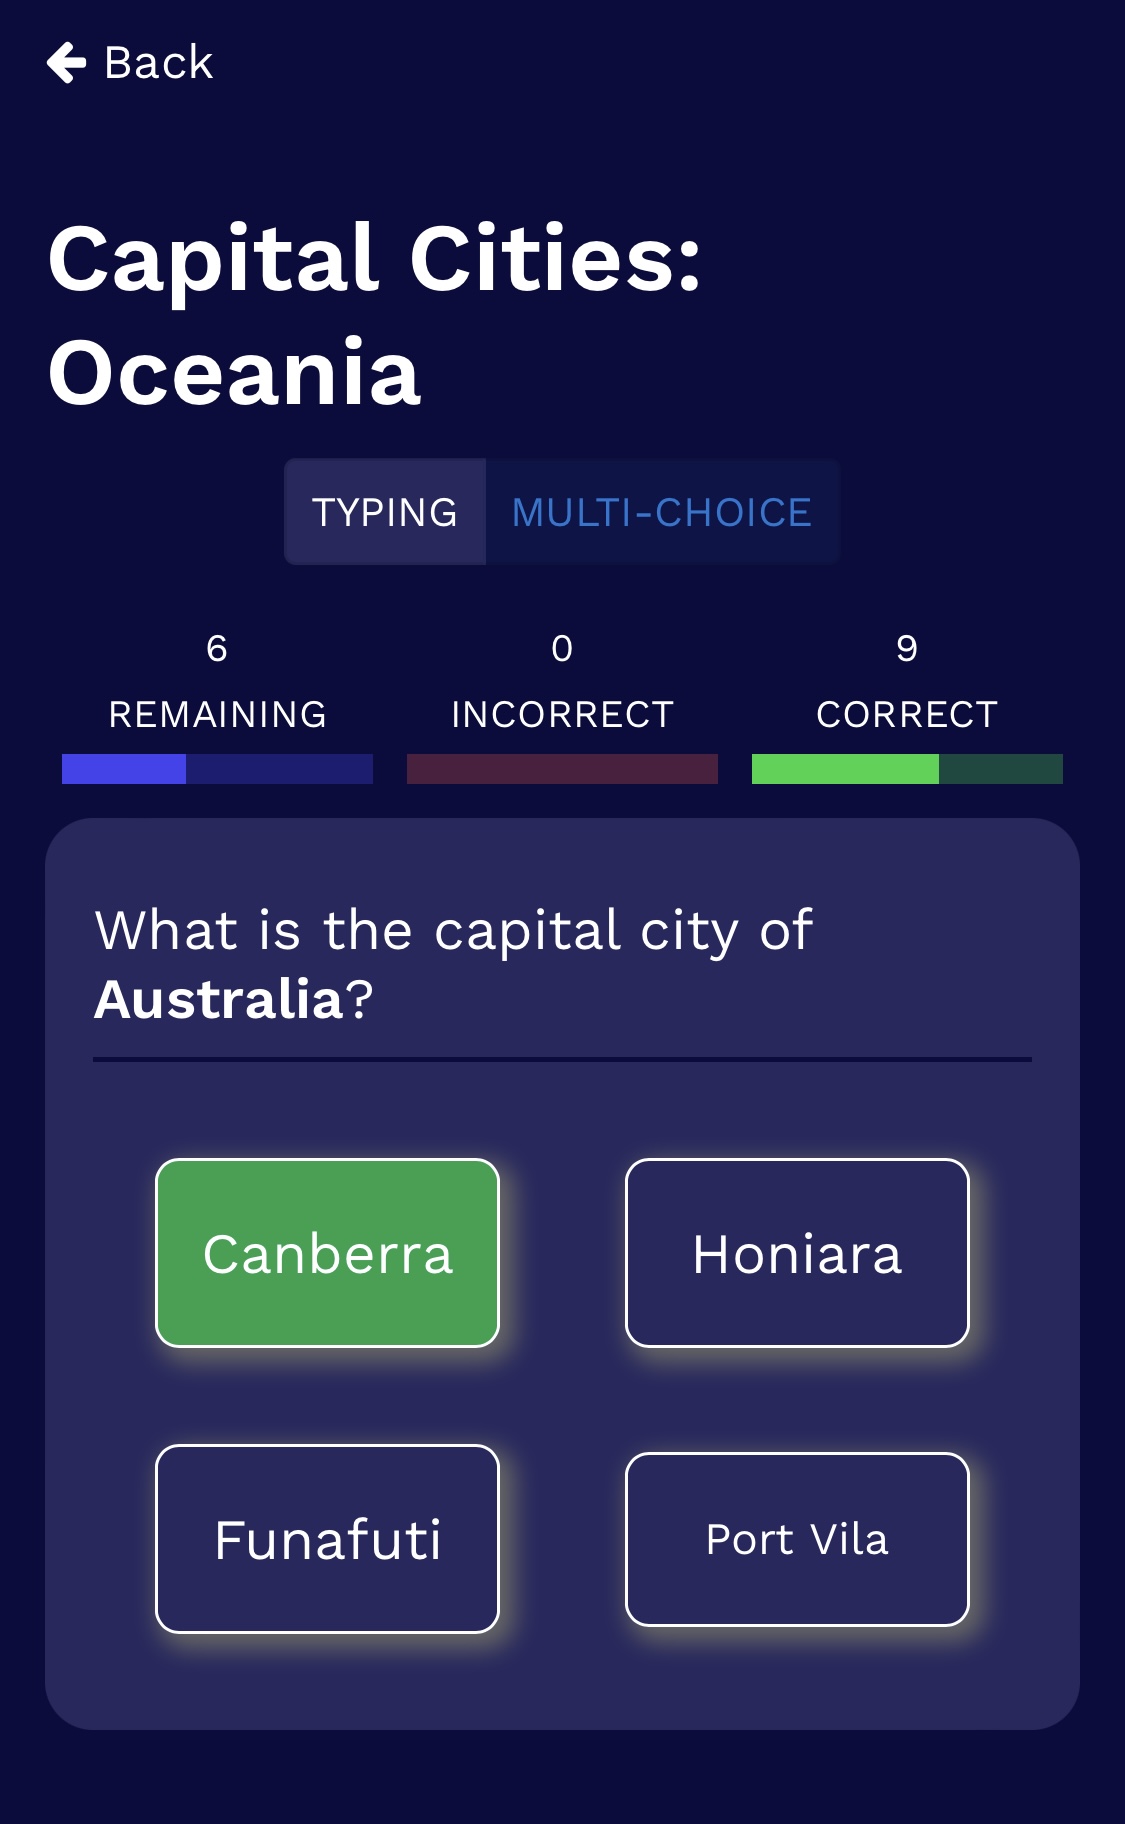 Back
Capital Cities:
Oceania
TYPING MULTI-CHOICE
6 0 9
REMAINING INCORRECT CORRECT
What is the capital city of
Australia?
Canberra Honiara
Funafuti Port Vila